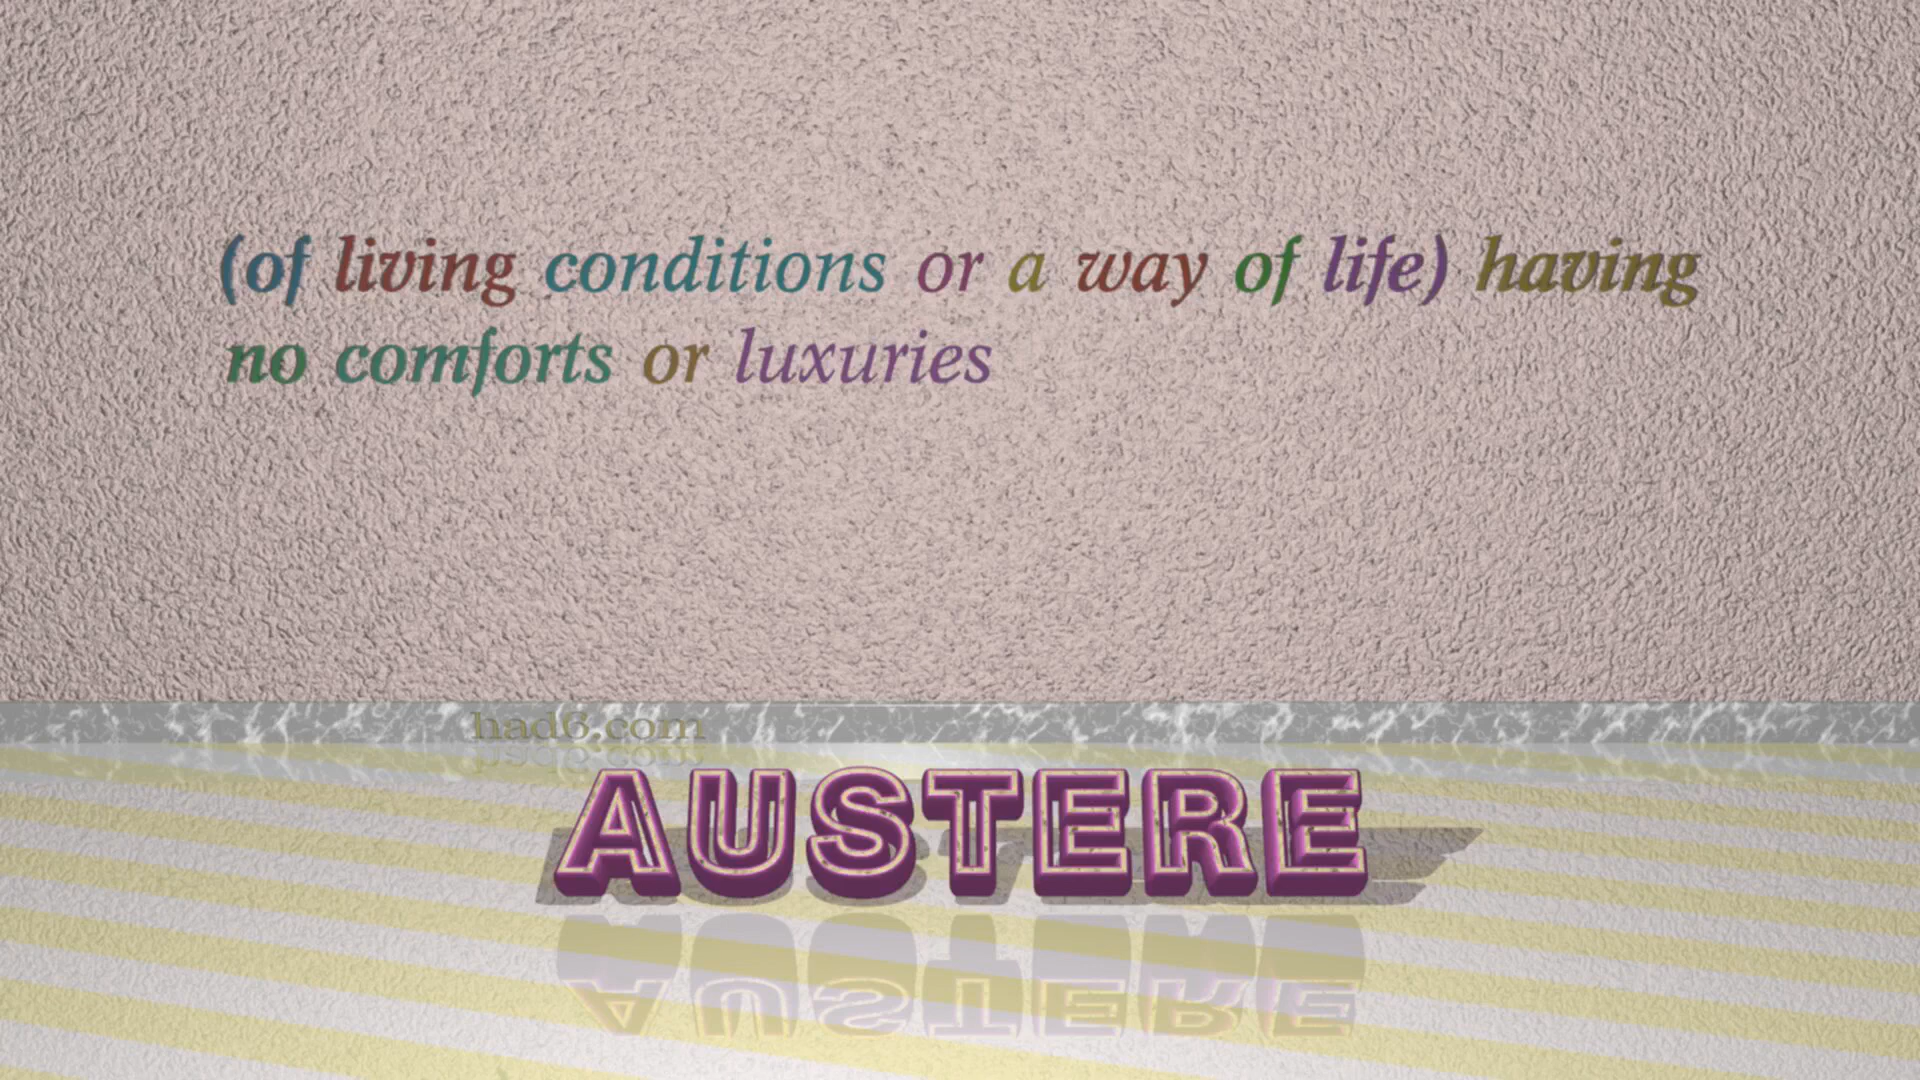 (of living conditions or a way of life) having
no comforts or luxuries
had6.com
AUSTERE